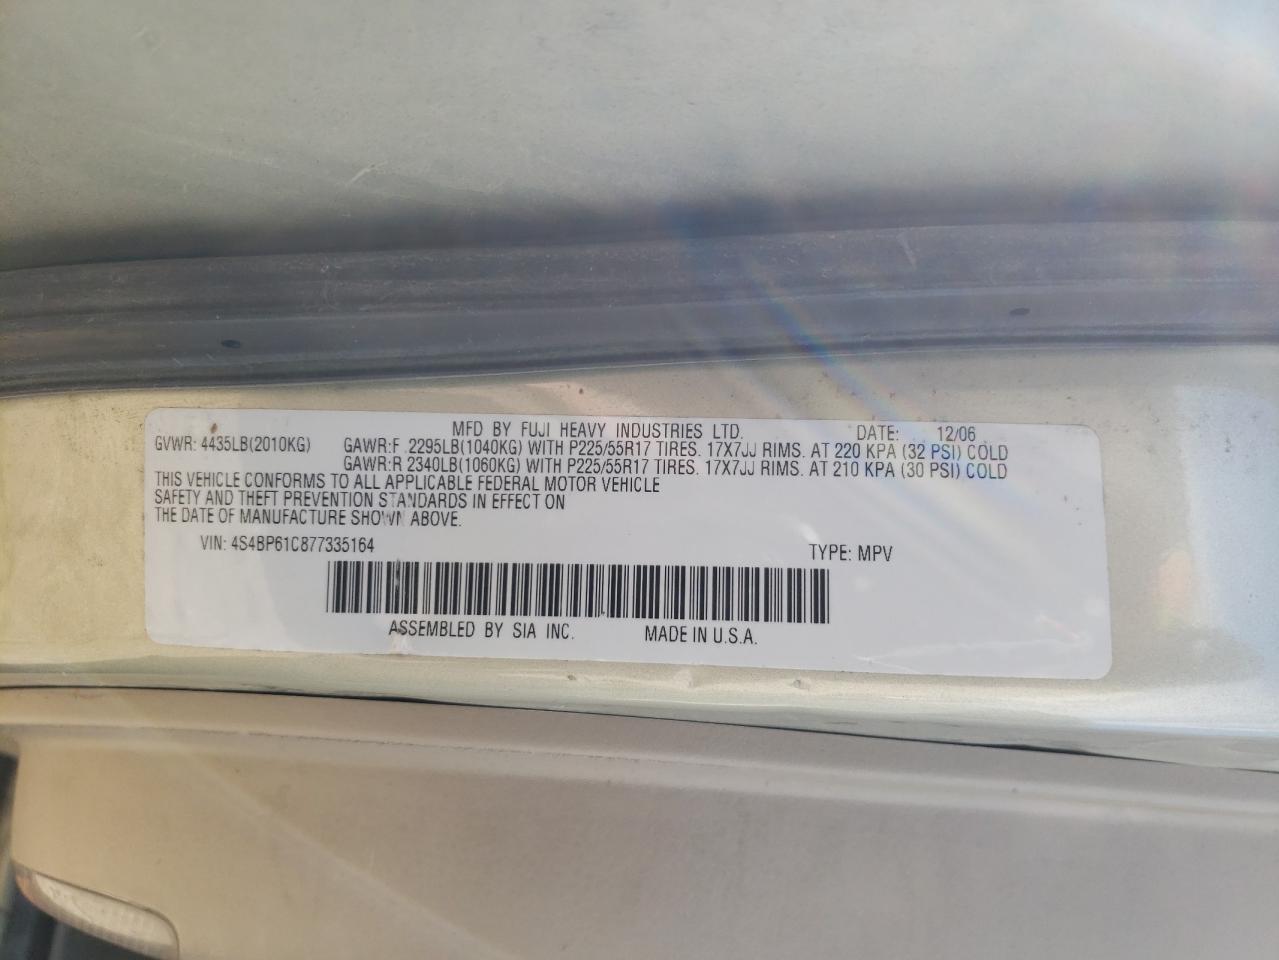 MFD BY FUJI HEAVY INDUSTRIES LTD. DATE: 12/06
GVWR: 4435LB(2010KG) GAWR:F 2295LB(1040KG) WITH P225/55R17 TIRES. 17X7JJ RIMS. AT 220 KPA (32 PSI) COLD
GAWR:R 2340LB(1060KG) WITH P225/55R17 TIRES. 17X7JJ RIMS. AT 210 KPA (30 PSI) COLD
THIS VEHICLE CONFORMS TO ALL APPLICABLE FEDERAL MOTOR VEHICLE
SAFETY AND THEFT PREVENTION STANDARDS IN EFFECT ON
THE DATE OF MANUFACTURE SHOWN ABOVE.
VIN: 4S4BP61C877335164 TYPE: MPV
ASSEMBLED BY SIA INC. MADE IN U.S.A.